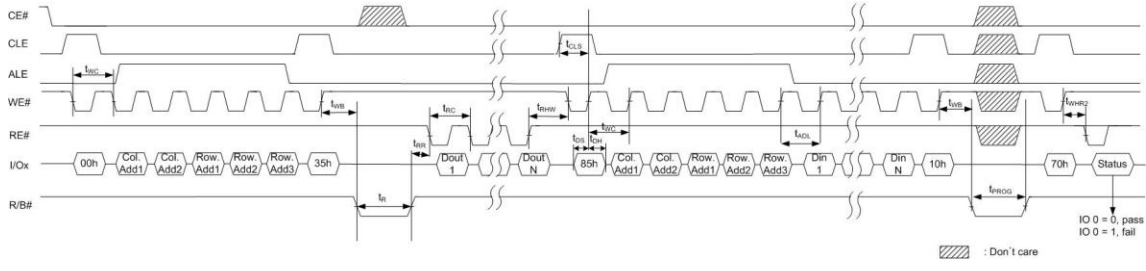 CE#
CLE
tCLS
ALE
tWC
WE#
tWB
tRC
tRHW
tWC
tADL
tWB
tWHR2
RE#
tRR
tDS
tDH
I/Ox
00h
Col. Add1
Col. Add2
Row. Add1
Row. Add2
Row. Add3
35h
Dout 1
Dout N
85h
Col. Add1
Col. Add2
Row. Add1
Row. Add2
Row. Add3
Din 1
Din N
10h
70h
Status
R/B#
tR
tPROG
IO 0 = 0, pass
IO 0 = 1, fail
: Don´t care